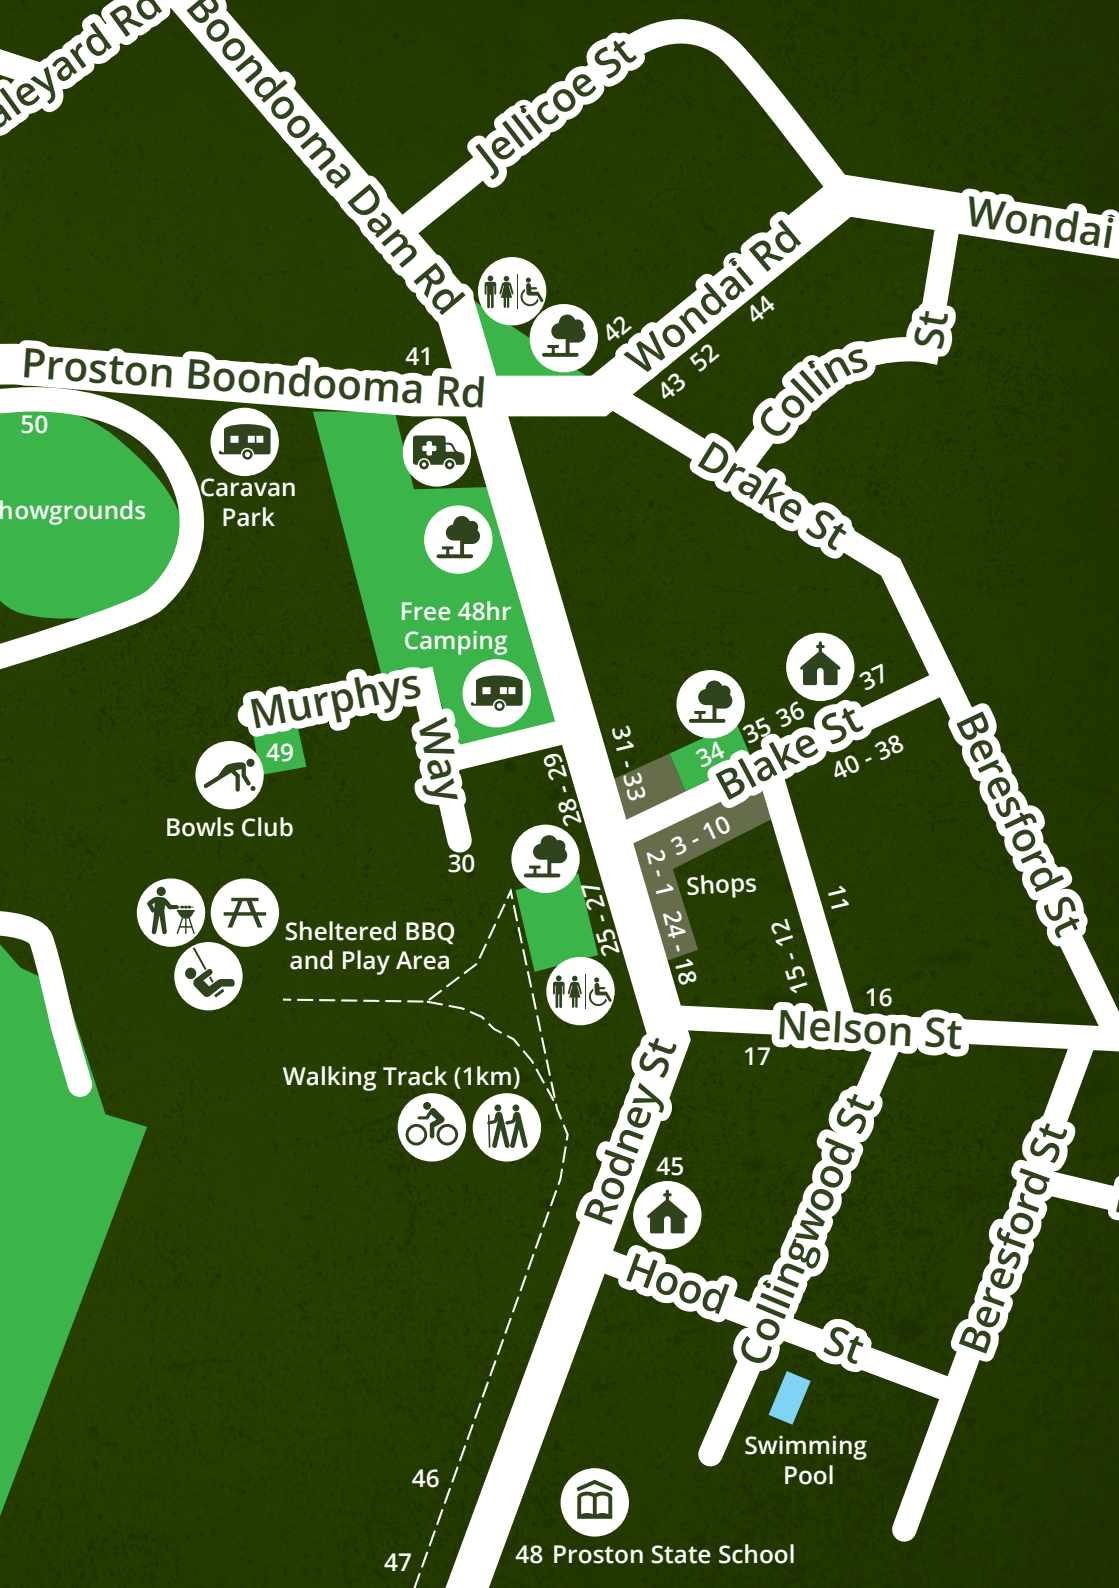 aleyard Rd
Boondooma Dam Rd
Jellicoe St
Wondai
Wondai Rd
42
44
43 52
41
Proston Boondooma Rd
Collins St
Drake St
50
howgrounds
Caravan
Park
Free 48hr
Camping
Murphys Way
49
Bowls Club
30
31 - 33
28 - 29
34
35 36
37
Blake St
40 - 38
Beresford St
3 - 10
2 - 1
Shops
24 - 18
25 - 27
11
15 - 12
Sheltered BBQ
and Play Area
16
Nelson St
17
Walking Track (1km)
Rodney St
45
Collingwood St
Beresford St
Hood St
Swimming
Pool
46
47
48 Proston State School